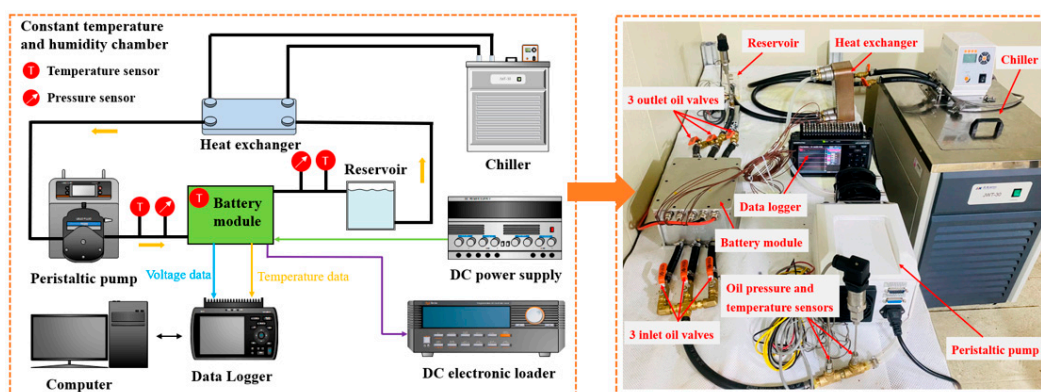 Constant temperature
and humidity chamber
T
Temperature sensor
Pressure sensor
Heat exchanger
Chiller
T
Reservoir
T
T
Battery
module
Peristaltic pump
Voltage data
Temperature data
DC power supply
Computer
Data Logger
DC electronic loader
Reservoir
Heat exchanger
Chiller
3 outlet oil valves
Data logger
Battery module
Oil pressure and
temperature sensors
3 inlet oil valves
Peristaltic pump